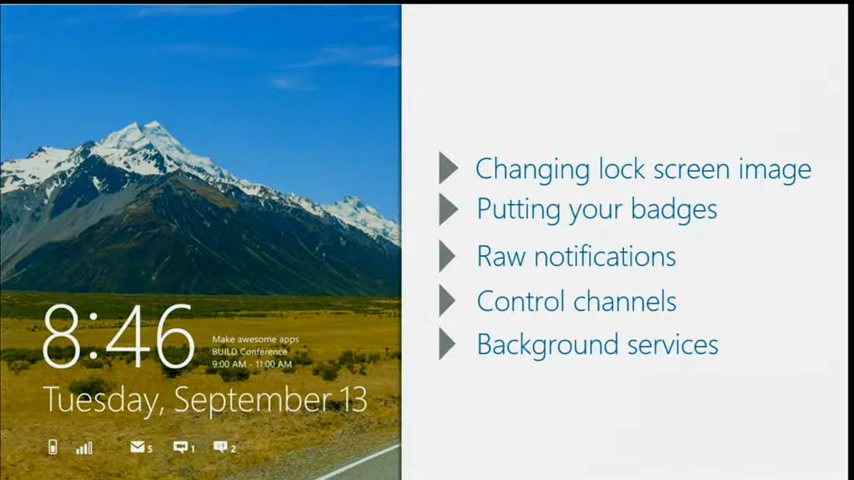 Changing lock screen image
Putting your badges
Raw notifications
Control channels
Background services
8:46
Make awesome apps
BUILD Conference
9:00 AM - 11:00 AM
Tuesday, September 13
5
1
2